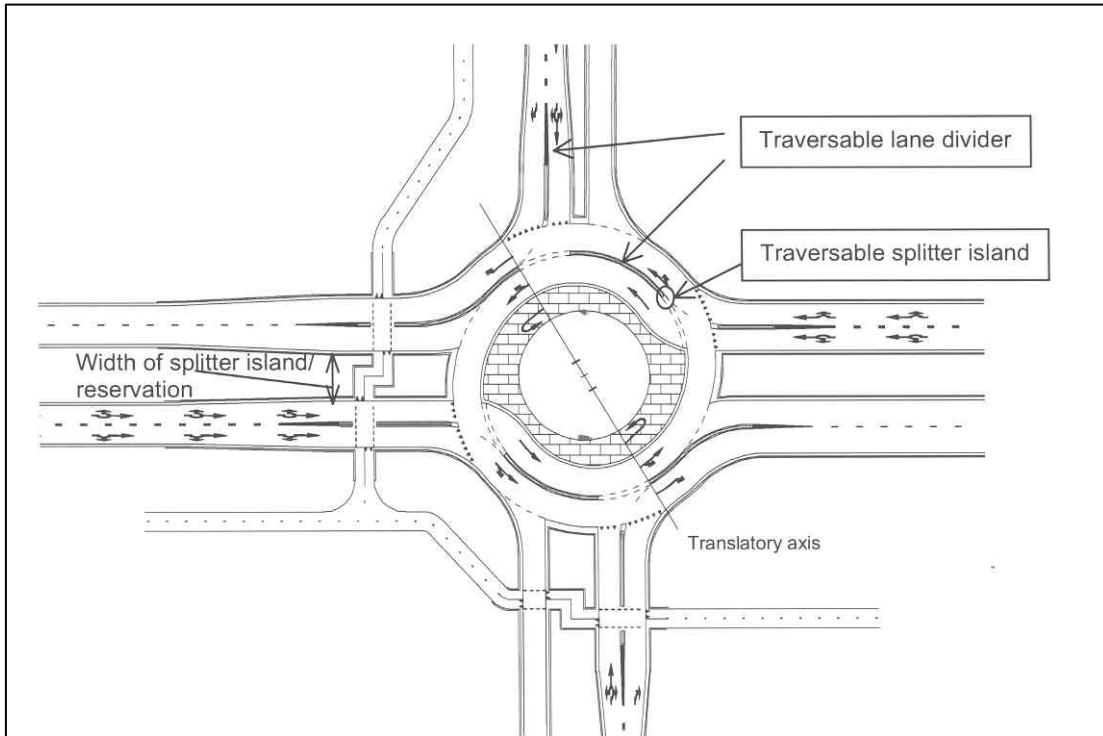 Traversable lane divider
Traversable splitter island
Width of splitter island/
reservation
Translatory axis